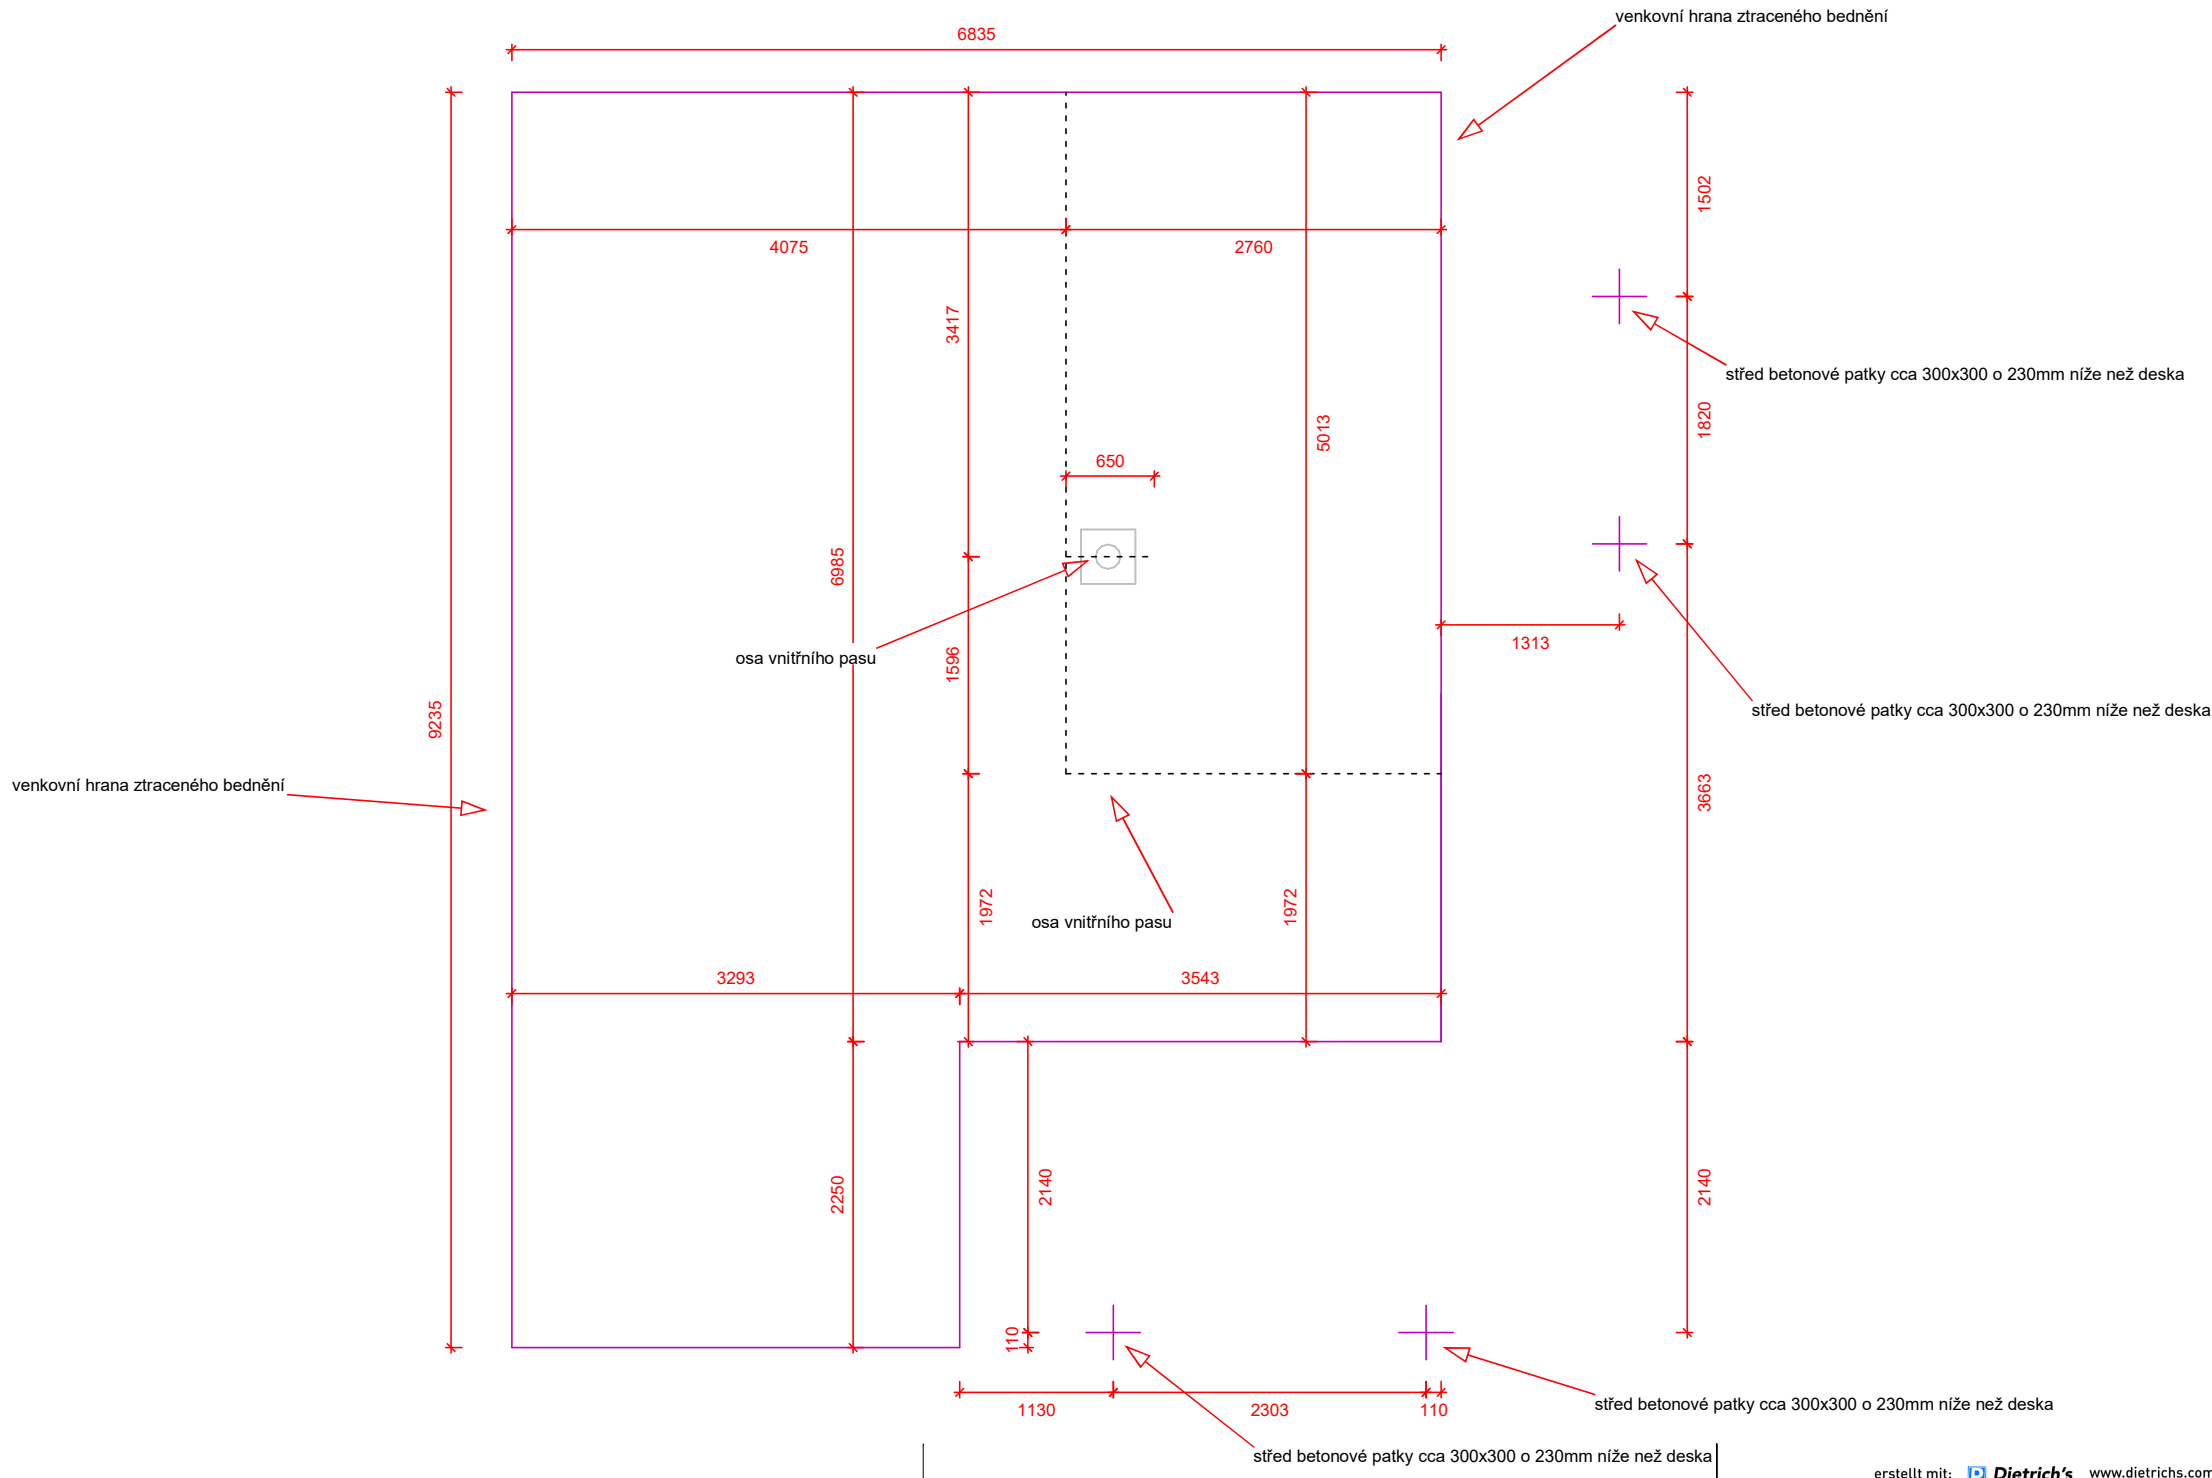 venkovní hrana ztraceného bednění
6835
1502
4075
2760
3417
střed betonové patky cca 300x300 o 230mm níže než deska
1820
5013
650
6985
1313
1596
osa vnitřního pasu
střed betonové patky cca 300x300 o 230mm níže než deska
9235
venkovní hrana ztraceného bednění
3663
1972
1972
osa vnitřního pasu
3293
3543
2250
2140
2140
110
1130
2303
110
střed betonové patky cca 300x300 o 230mm níže než deska
střed betonové patky cca 300x300 o 230mm níže než deska
erstellt mit: D Dietrich's www.dietrichs.com